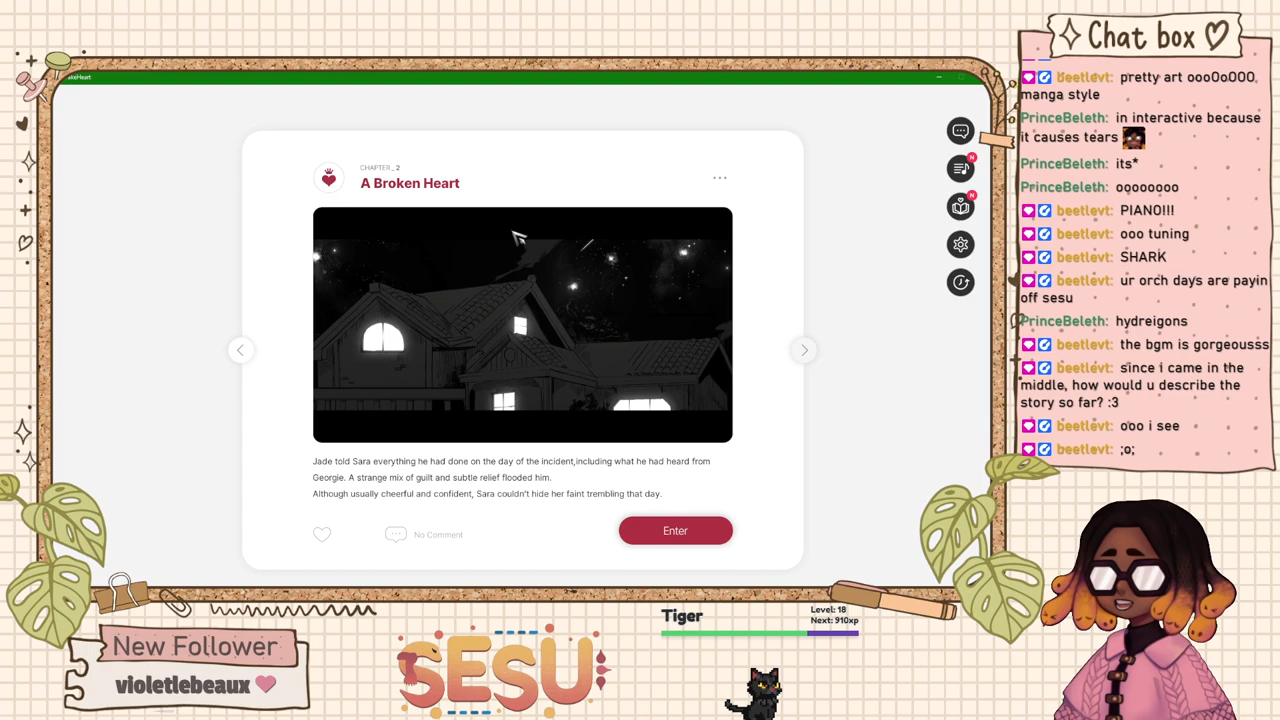 akeHeart
CHAPTER_2
A Broken Heart
N
N
Jade told Sara everything he had done on the day of the incident,including what he had heard from
Georgie. A strange mix of guilt and subtle relief flooded him.
Although usually cheerful and confident, Sara couldn't hide her faint trembling that day.
No Comment
Enter
Chat box
beetlevt: pretty art ooo0oOOO,
manga style
PrinceBeleth: in interactive because
it causes tears
PrinceBeleth: its*
PrinceBeleth: oooooooo
beetlevt: PIANO!!!
beetlevt: ooo tuning
beetlevt: SHARK
beetlevt: ur orch days are payin
off sesu
PrinceBeleth: hydreigons
beetlevt: the bgm is gorgeousss
beetlevt: since i came in the
middle, how would u describe the
story so far? :3
beetlevt: ooo i see
beetlevt: ;o;
New Follower
violetlebeaux
SESU
Tiger
Level: 18
Next: 910xp